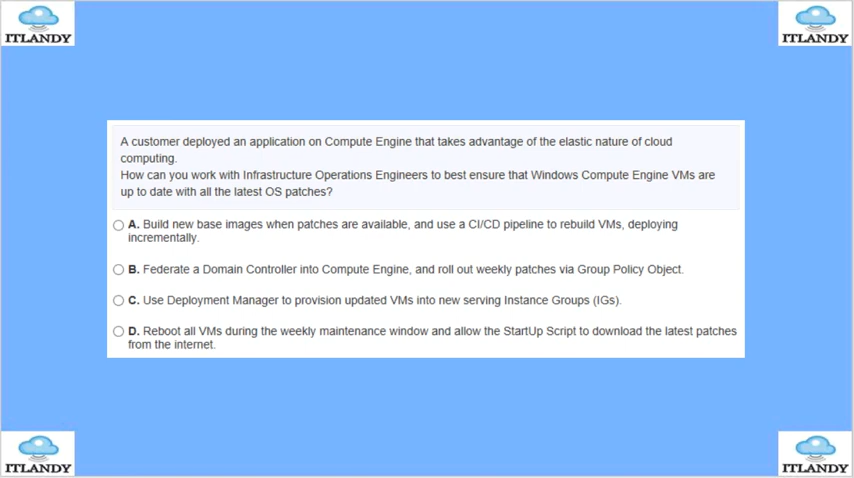 ITLANDY
ITLANDY
A customer deployed an application on Compute Engine that takes advantage of the elastic nature of cloud
computing.
How can you work with Infrastructure Operations Engineers to best ensure that Windows Compute Engine VMs are
up to date with all the latest OS patches?
A. Build new base images when patches are available, and use a CI/CD pipeline to rebuild VMs, deploying
incrementally.
B. Federate a Domain Controller into Compute Engine, and roll out weekly patches via Group Policy Object.
C. Use Deployment Manager to provision updated VMs into new serving Instance Groups (IGs).
D. Reboot all VMs during the weekly maintenance window and allow the StartUp Script to download the latest patches
from the internet.
ITLANDY
ITLANDY